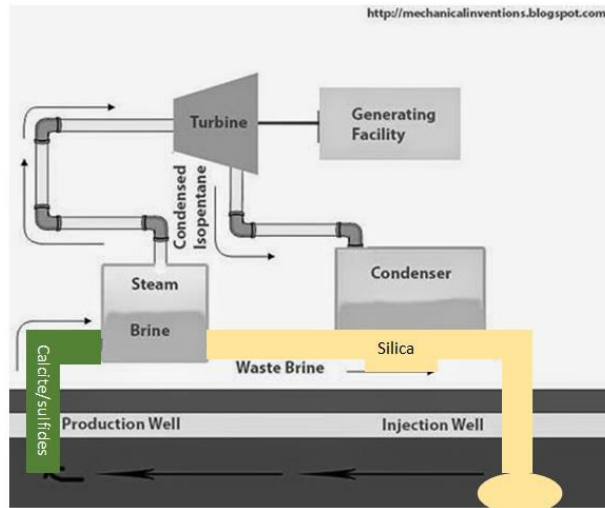 http://mechanicalinventions.blogspot.com
Turbine
Generating
Facility
Condensed
Isopentane
Steam
Condenser
Brine
Silica
Calcite/sulfides
Waste Brine
Production Well
Injection Well